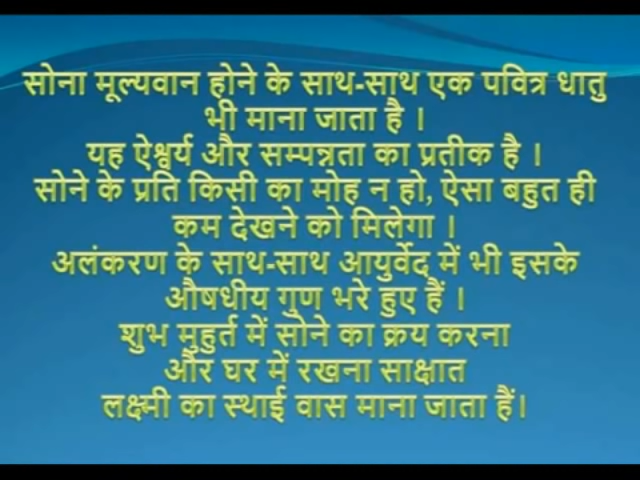 सोना मूल्यवान होने के साथ-साथ एक पवित्र धातु
भी माना जाता है ।
यह ऐश्वर्य और सम्पन्नता का प्रतीक है ।
सोने के प्रति किसी का मोह न हो, ऐसा बहुत ही
कम देखने को मिलेगा ।
अलंकरण के साथ-साथ आयुर्वेद में भी इसके
औषधीय गुण भरे हुए हैं ।
शुभ मुहुर्त में सोने का क्रय करना
और घर में रखना साक्षात
लक्ष्मी का स्थाई वास माना जाता हैं।